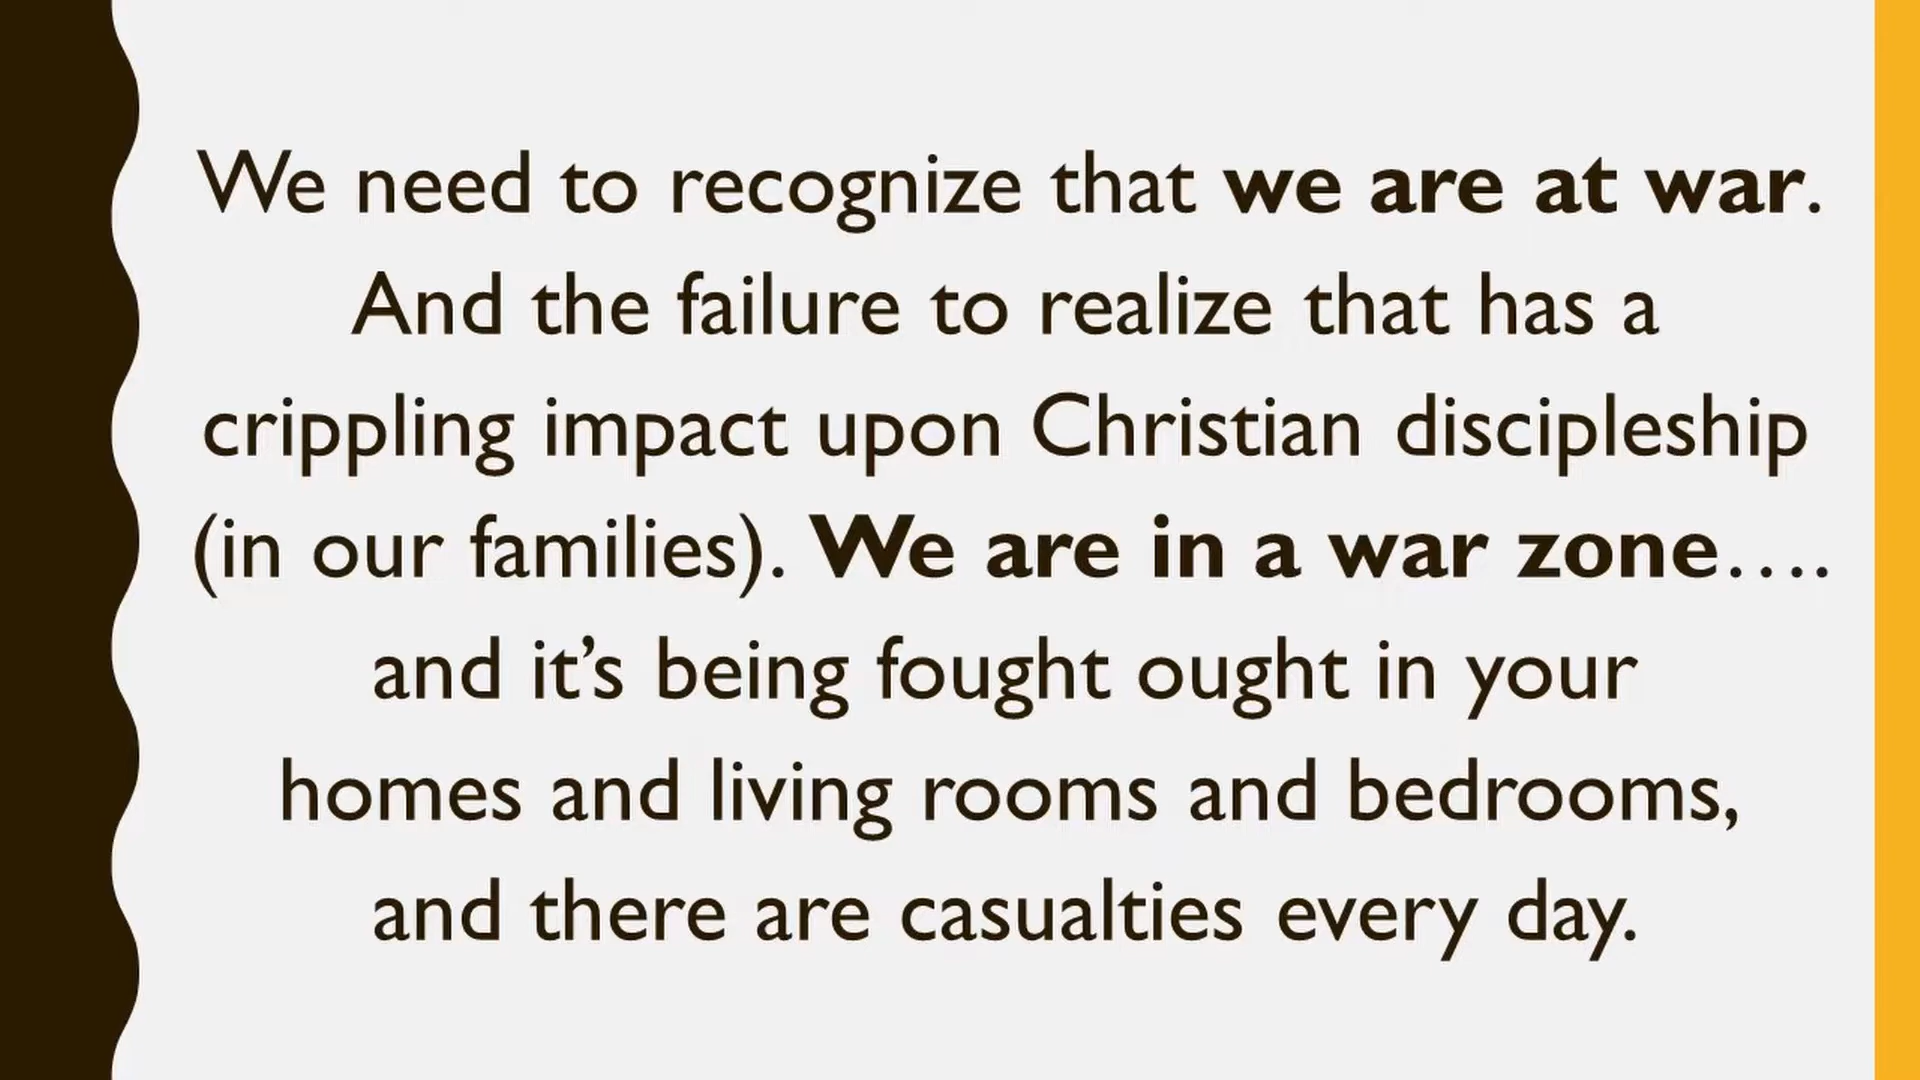 We need to recognize that we are at war.
And the failure to realize that has a
crippling impact upon Christian discipleship
(in our families). We are in a war zone....
and it’s being fought ought in your
homes and living rooms and bedrooms,
and there are casualties every day.